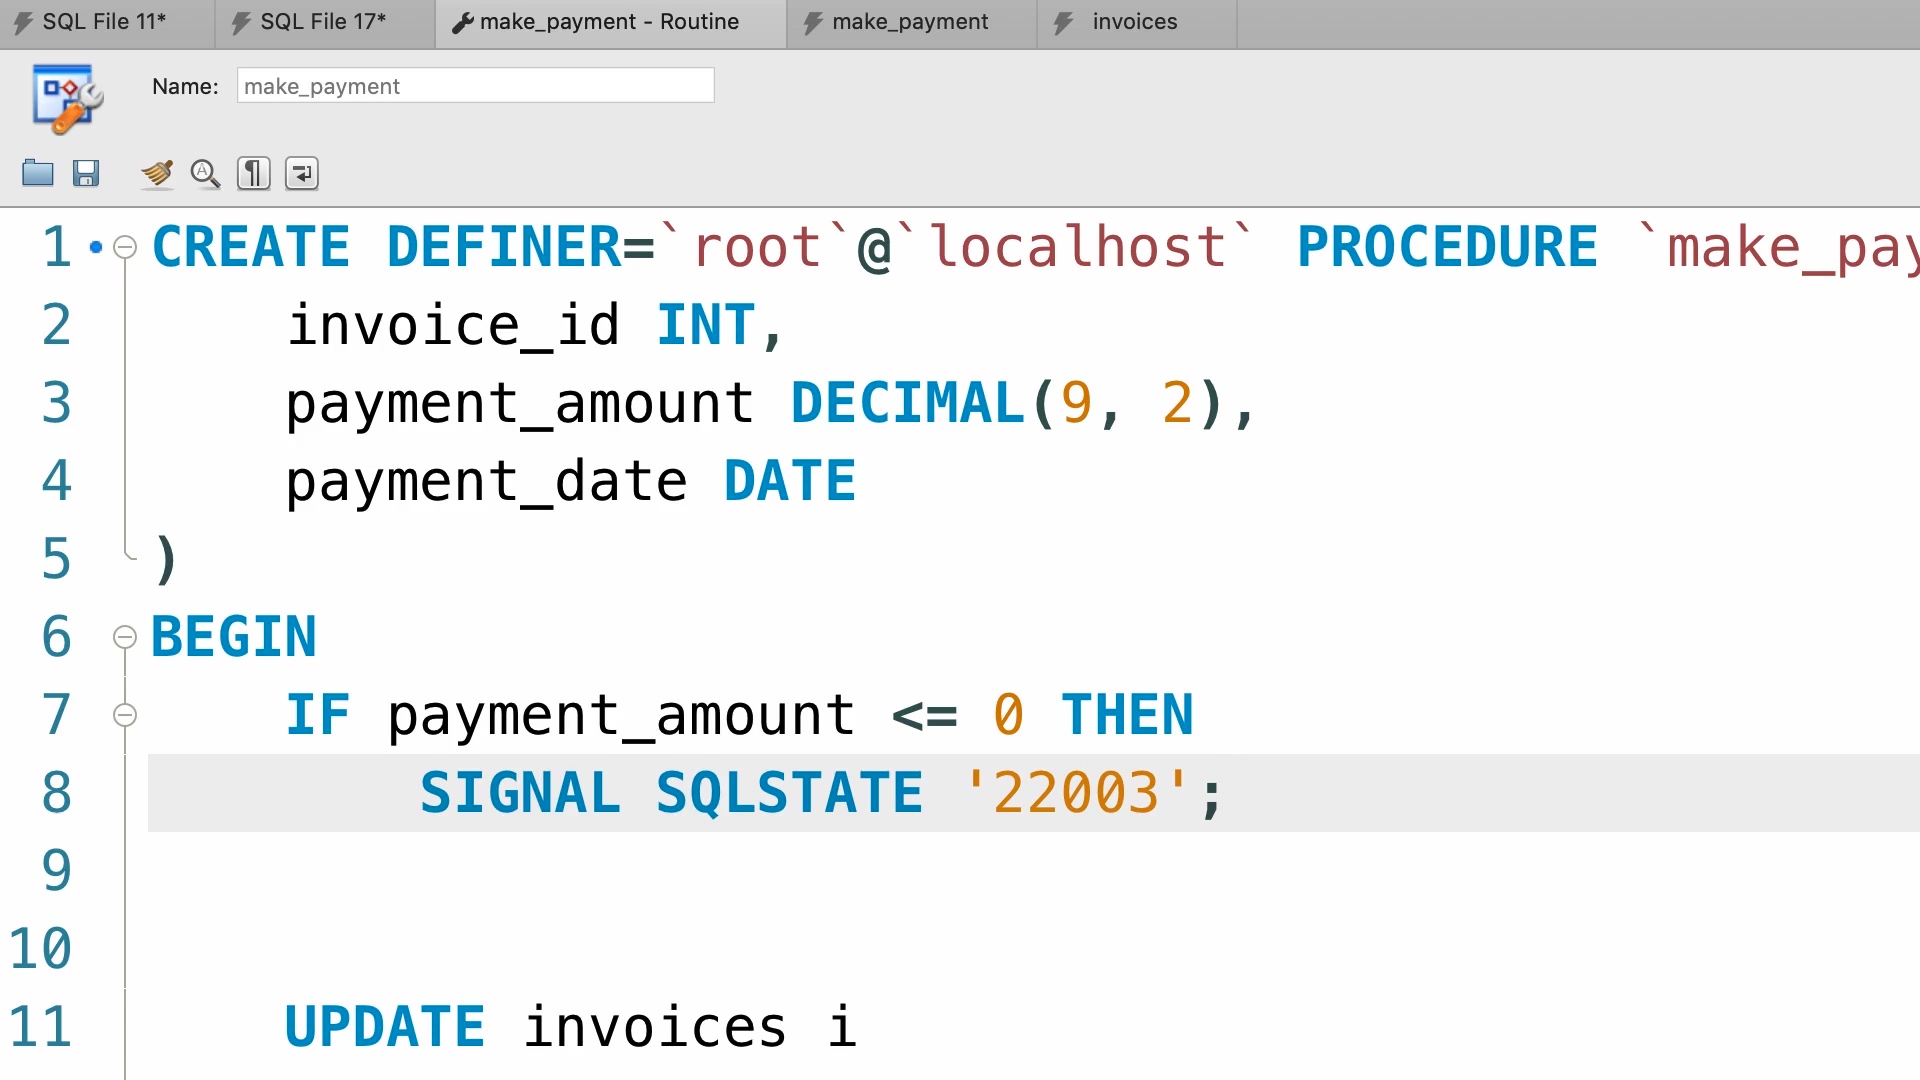 SQL File 11* SQL File 17* make_payment - Routine make_payment invoices
Name: make_payment
1 CREATE DEFINER=`root`@`localhost` PROCEDURE `make_pay
2 invoice_id INT,
3 payment_amount DECIMAL(9, 2),
4 payment_date DATE
5 )
6 BEGIN
7 IF payment_amount <= 0 THEN
8 SIGNAL SQLSTATE '22003';
9
10
11 UPDATE invoices i